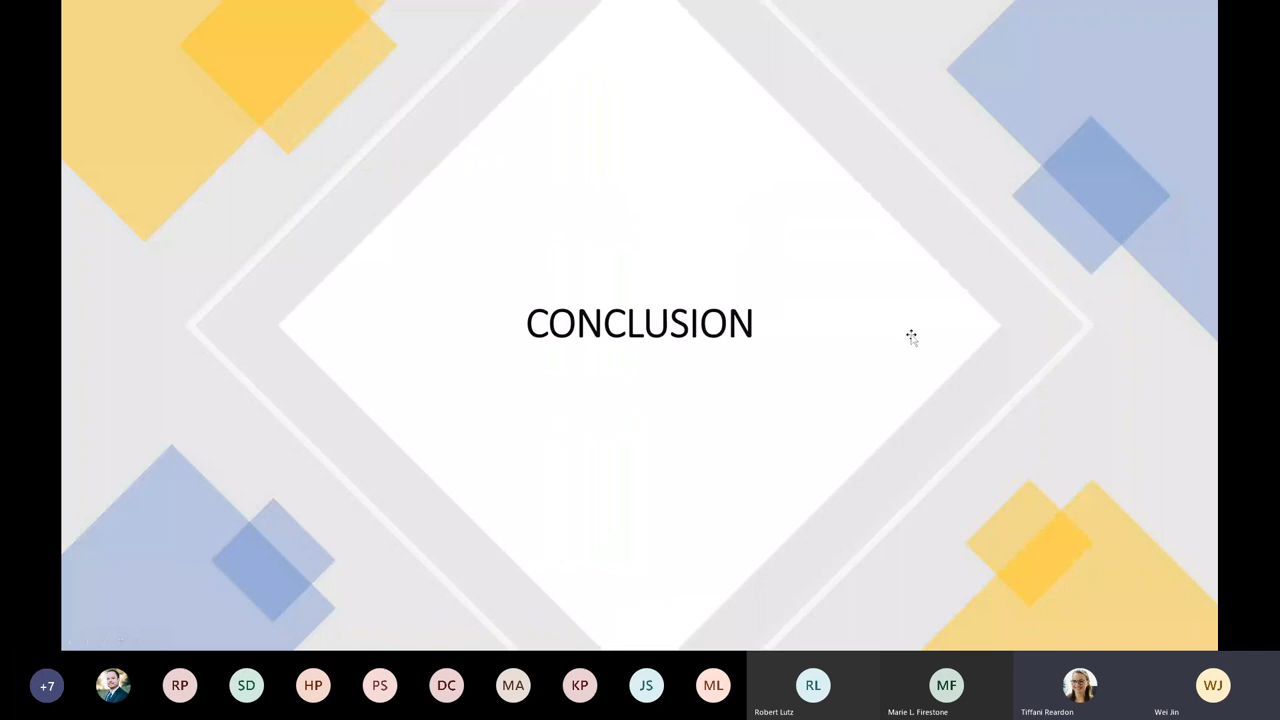 CONCLUSION
+7
RP
SD
HP
PS
DC
MA
KP
JS
ML
RL
MF
WJ
Robert Lutz
Marie L. Firestone
Tiffani Reardon
Wei Jin